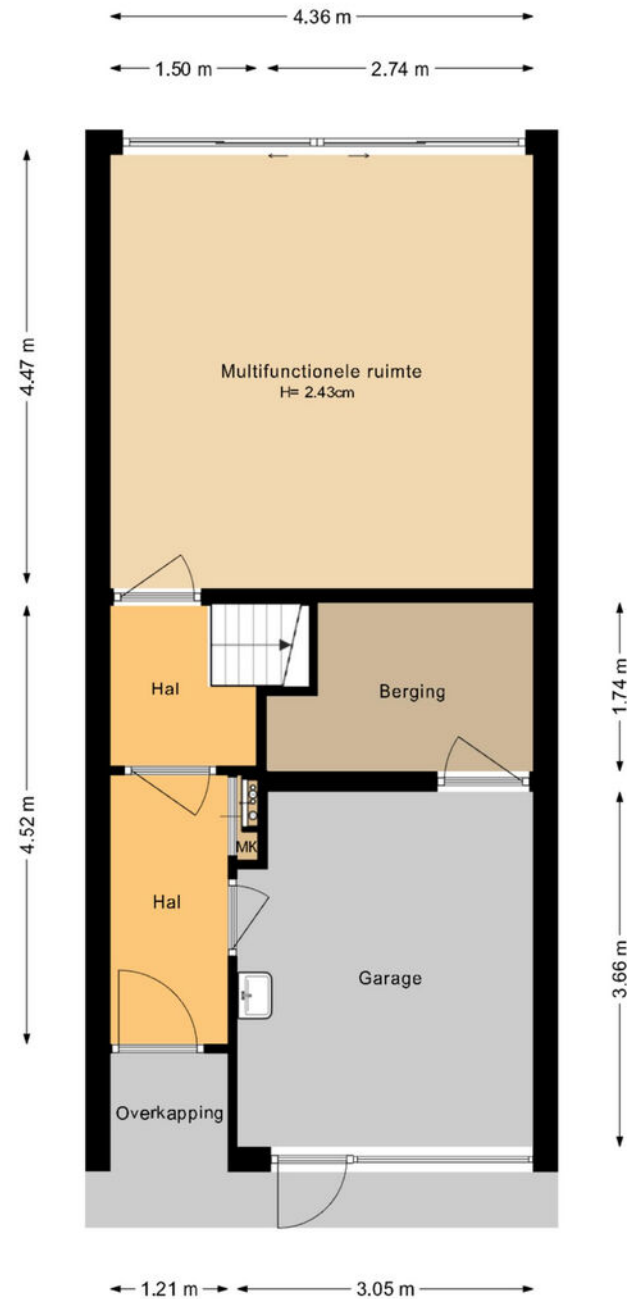 4.36 m
1.50 m
2.74 m
4.47 m
Multifunctionele ruimte
H= 2.43cm
Hal
Berging
1.74 m
4.52 m
MK
Hal
Garage
3.66 m
Overkapping
1.21 m
3.05 m